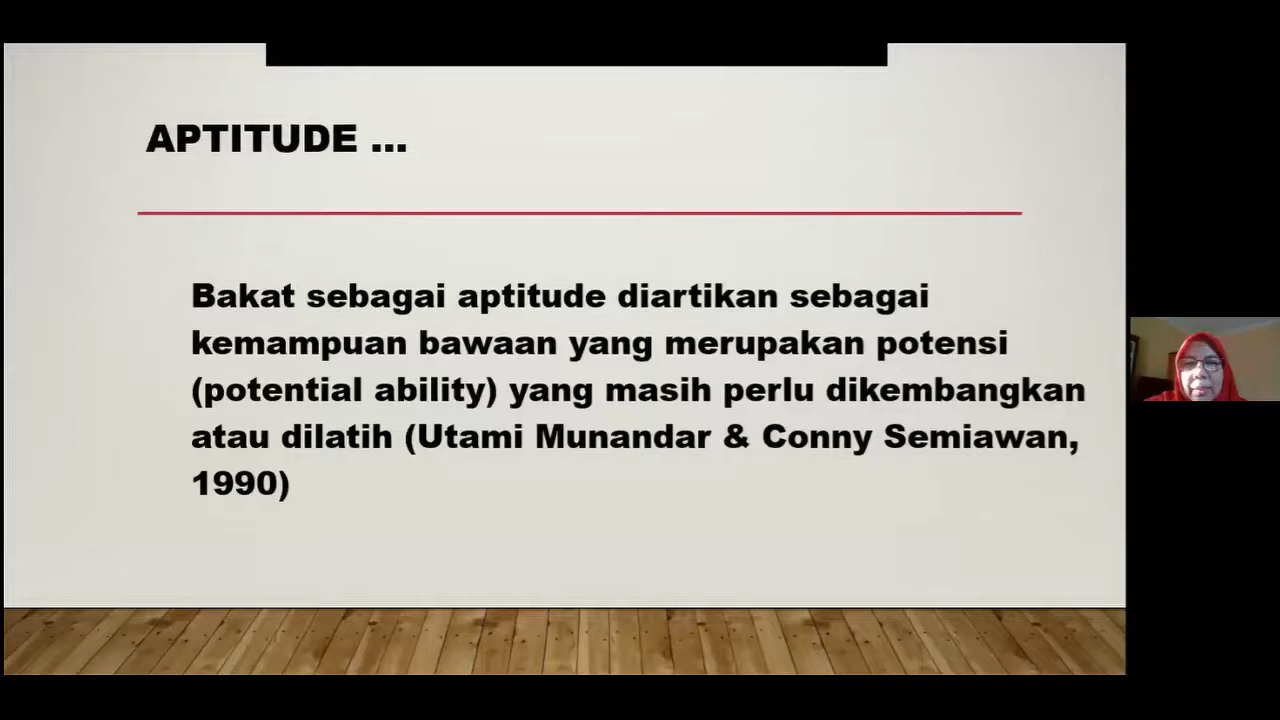 APTITUDE ...
Bakat sebagai aptitude diartikan sebagai
kemampuan bawaan yang merupakan potensi
(potential ability) yang masih perlu dikembangkan
atau dilatih (Utami Munandar & Conny Semiawan,
1990)